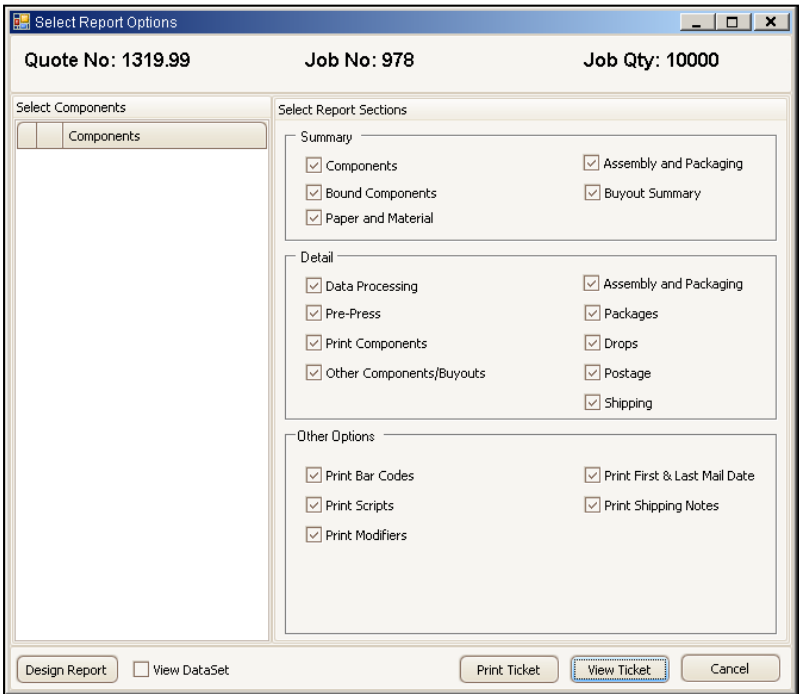 Select Report Options
Quote No: 1319.99 Job No: 978 Job Qty: 10000
Select Components
Components
Select Report Sections
Summary
Components
Bound Components
Paper and Material
Assembly and Packaging
Buyout Summary
Detail
Data Processing
Pre-Press
Print Components
Other Components/Buyouts
Assembly and Packaging
Packages
Drops
Postage
Shipping
Other Options
Print Bar Codes
Print Scripts
Print Modifiers
Print First & Last Mail Date
Print Shipping Notes
Design Report View DataSet Print Ticket View Ticket Cancel